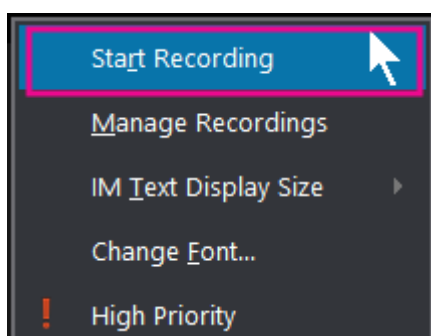 Start Recording
Manage Recordings
IM Text Display Size
Change Font...
! High Priority